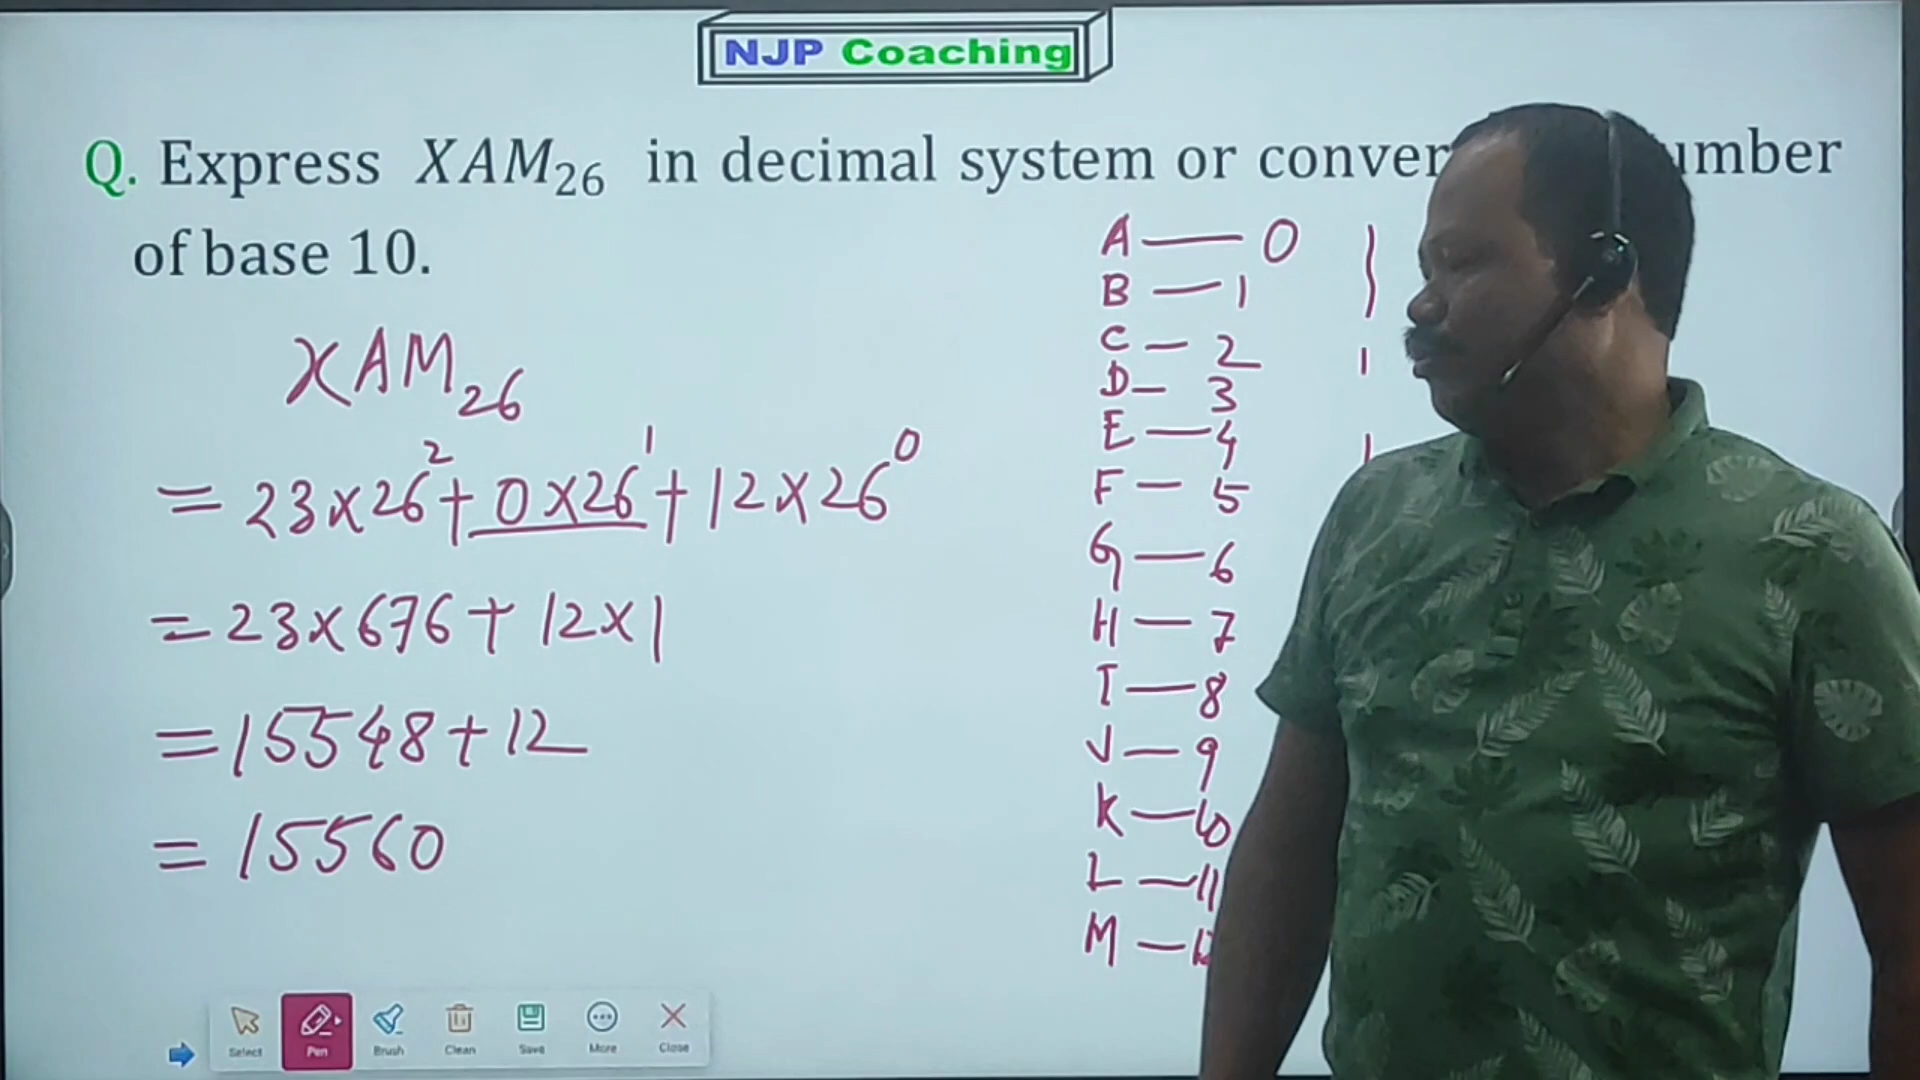 NJP Coaching
Q. Express XAM₂₆ in decimal system or conver umber
of base 10.
XAM₂₆
= 23×26²+0×26¹+12×26⁰
= 23×676+12×1
= 15548+12
= 15560
A — 0
B — 1
C — 2
D — 3
E — 4
F — 5
G — 6
H — 7
I — 8
J — 9
K — 10
L — 11
M — 12
Select Pen Brush Clean Save More Close